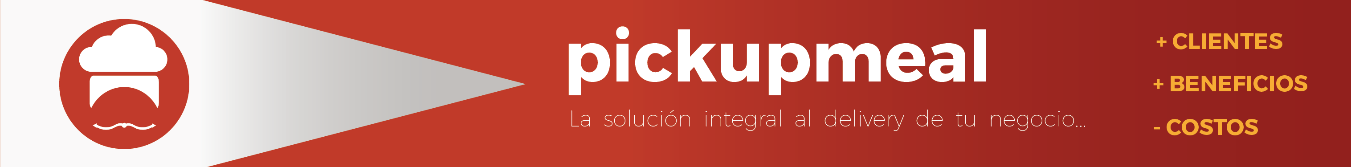 pickupmeal
La solución integral al delivery de tu negocio...
+ CLIENTES
+ BENEFICIOS
- COSTOS